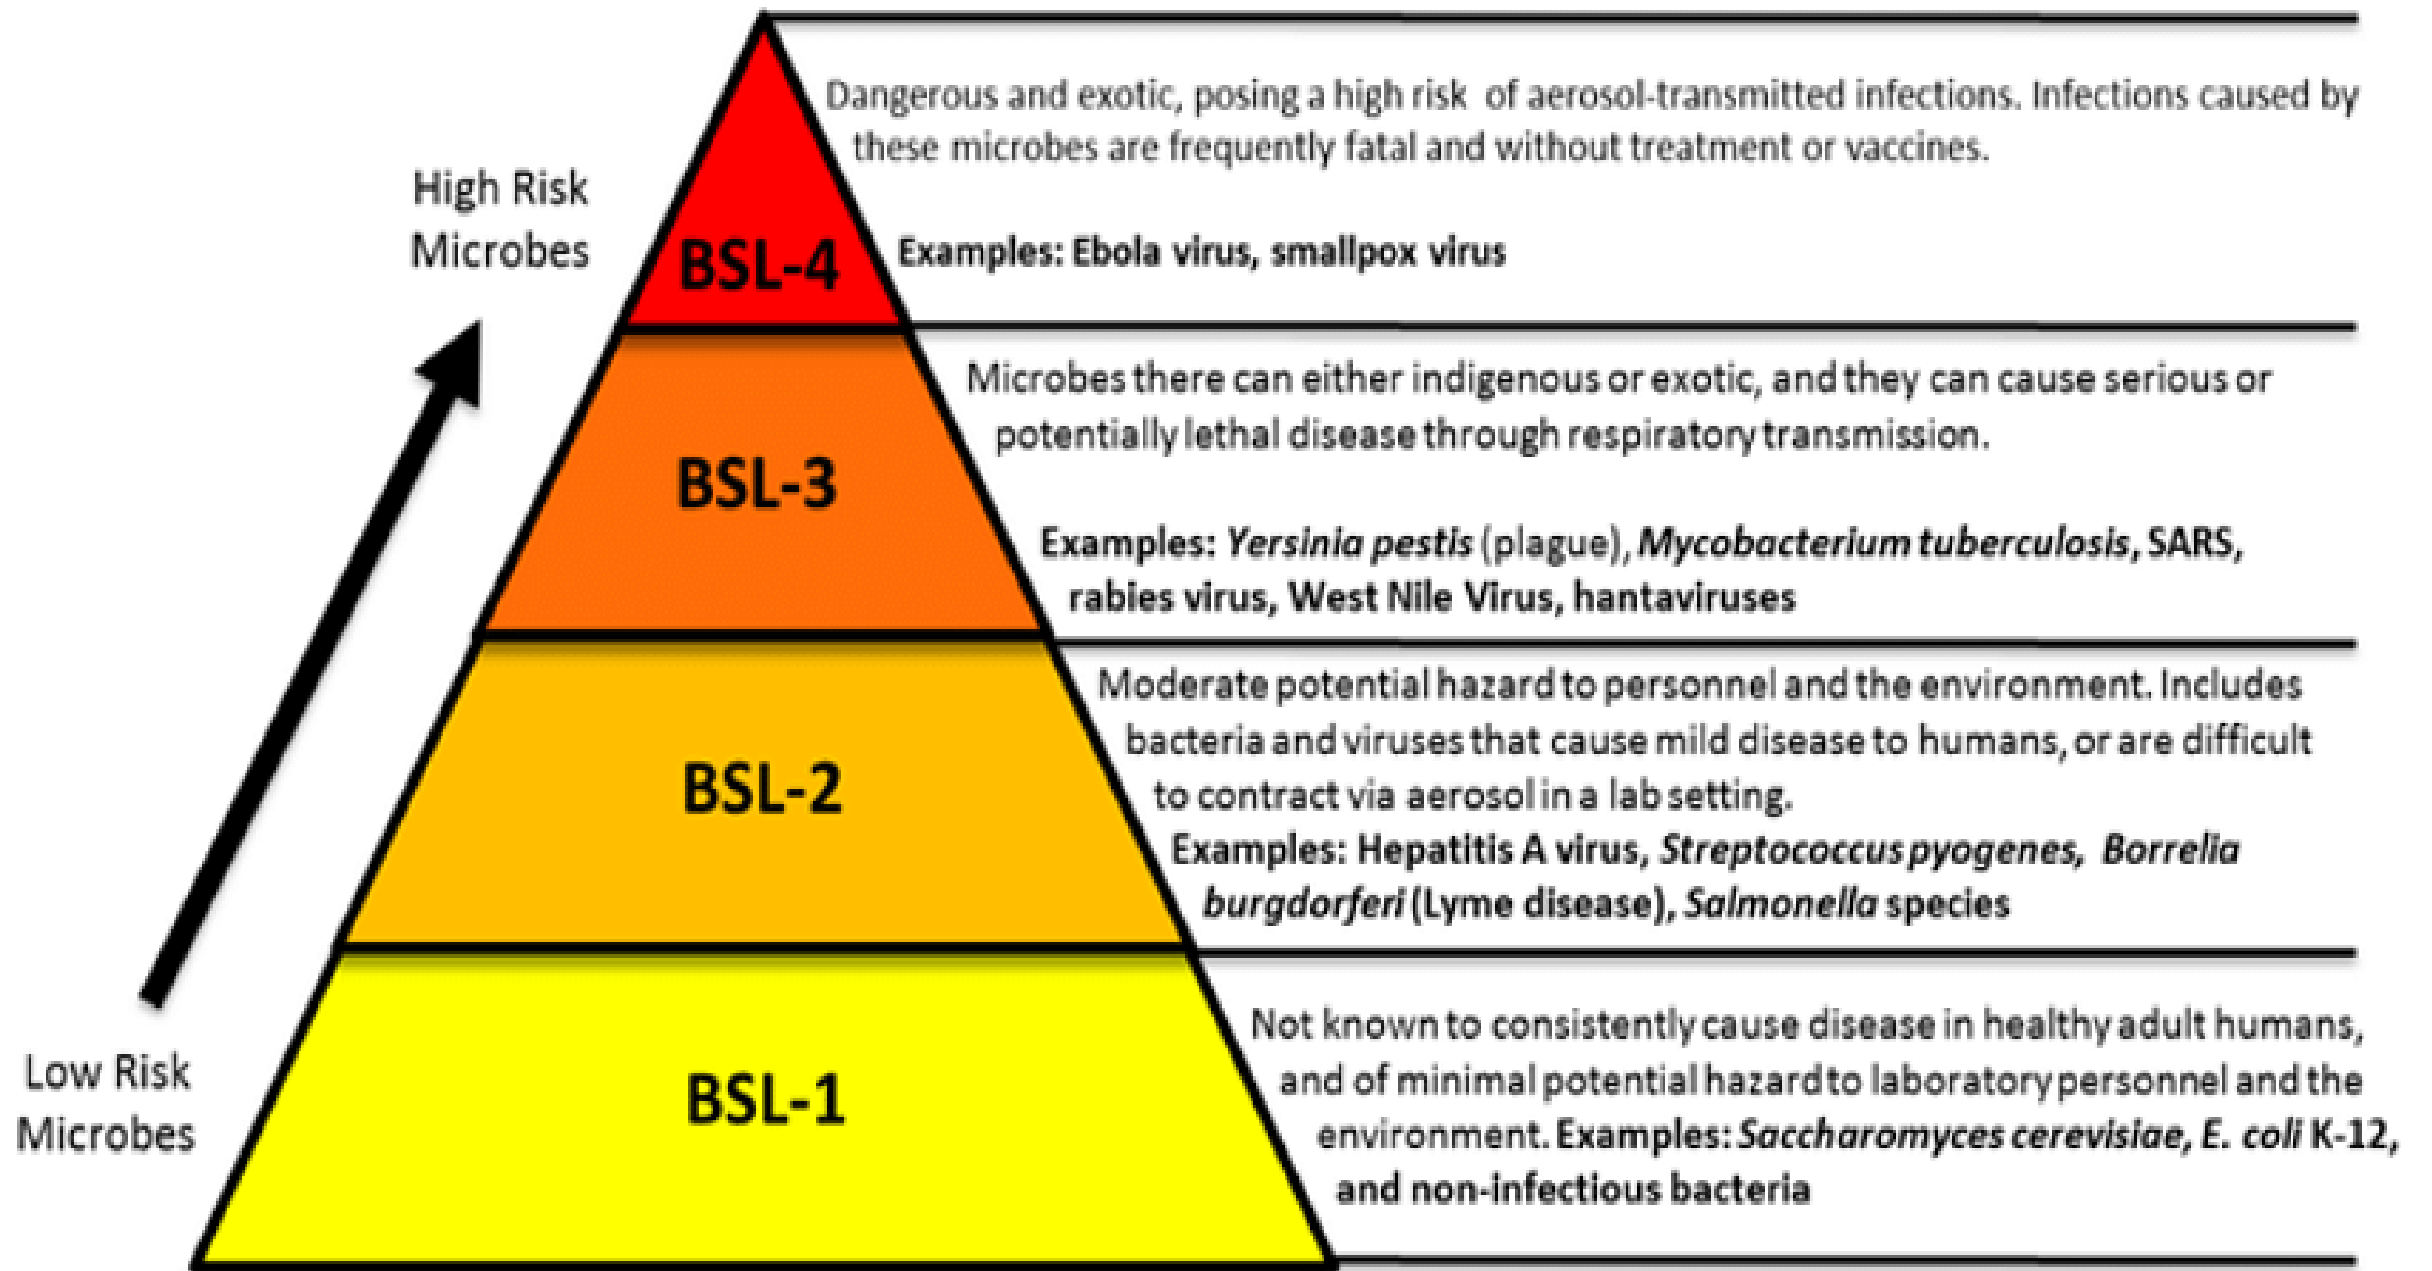 Dangerous and exotic, posing a high risk of aerosol-transmitted infections. Infections caused by
these microbes are frequently fatal and without treatment or vaccines.
High Risk
Microbes
BSL-4
Examples: Ebola virus, smallpox virus
Microbes there can either indigenous or exotic, and they can cause serious or
potentially lethal disease through respiratory transmission.
BSL-3
Examples: Yersinia pestis (plague), Mycobacterium tuberculosis, SARS,
rabies virus, West Nile Virus, hantaviruses
Moderate potential hazard to personnel and the environment. Includes
bacteria and viruses that cause mild disease to humans, or are difficult
to contract via aerosol in a lab setting.
BSL-2
Examples: Hepatitis A virus, Streptococcus pyogenes, Borrelia
burgdorferi (Lyme disease), Salmonella species
Not known to consistently cause disease in healthy adult humans,
and of minimal potential hazard to laboratory personnel and the
environment. Examples: Saccharomyces cerevisiae, E. coli K-12,
and non-infectious bacteria
BSL-1
Low Risk
Microbes